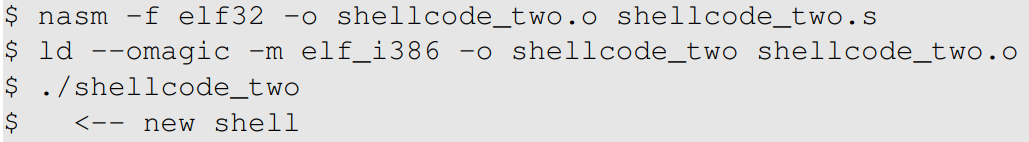 $ nasm -f elf32 -o shellcode_two.o shellcode_two.s
$ ld --omagic -m elf_i386 -o shellcode_two shellcode_two.o
$ ./shellcode_two
$   <-- new shell